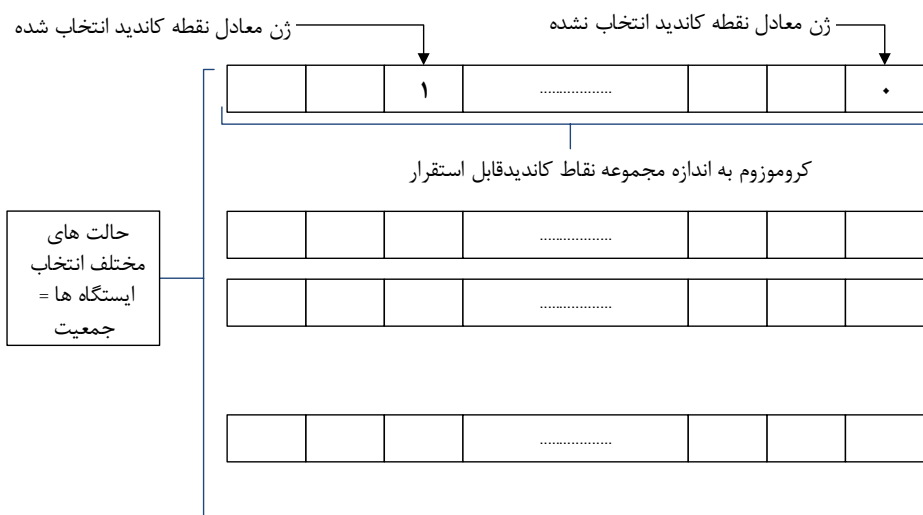 ژن معادل نقطه کاندید انتخاب نشده
ژن معادل نقطه کاندید انتخاب شده
۱ .................. ۰
کروموزوم به اندازه مجموعه نقاط کاندیدقابل استقرار
..................
حالت های
مختلف انتخاب
ایستگاه ها =
جمعیت
..................
..................